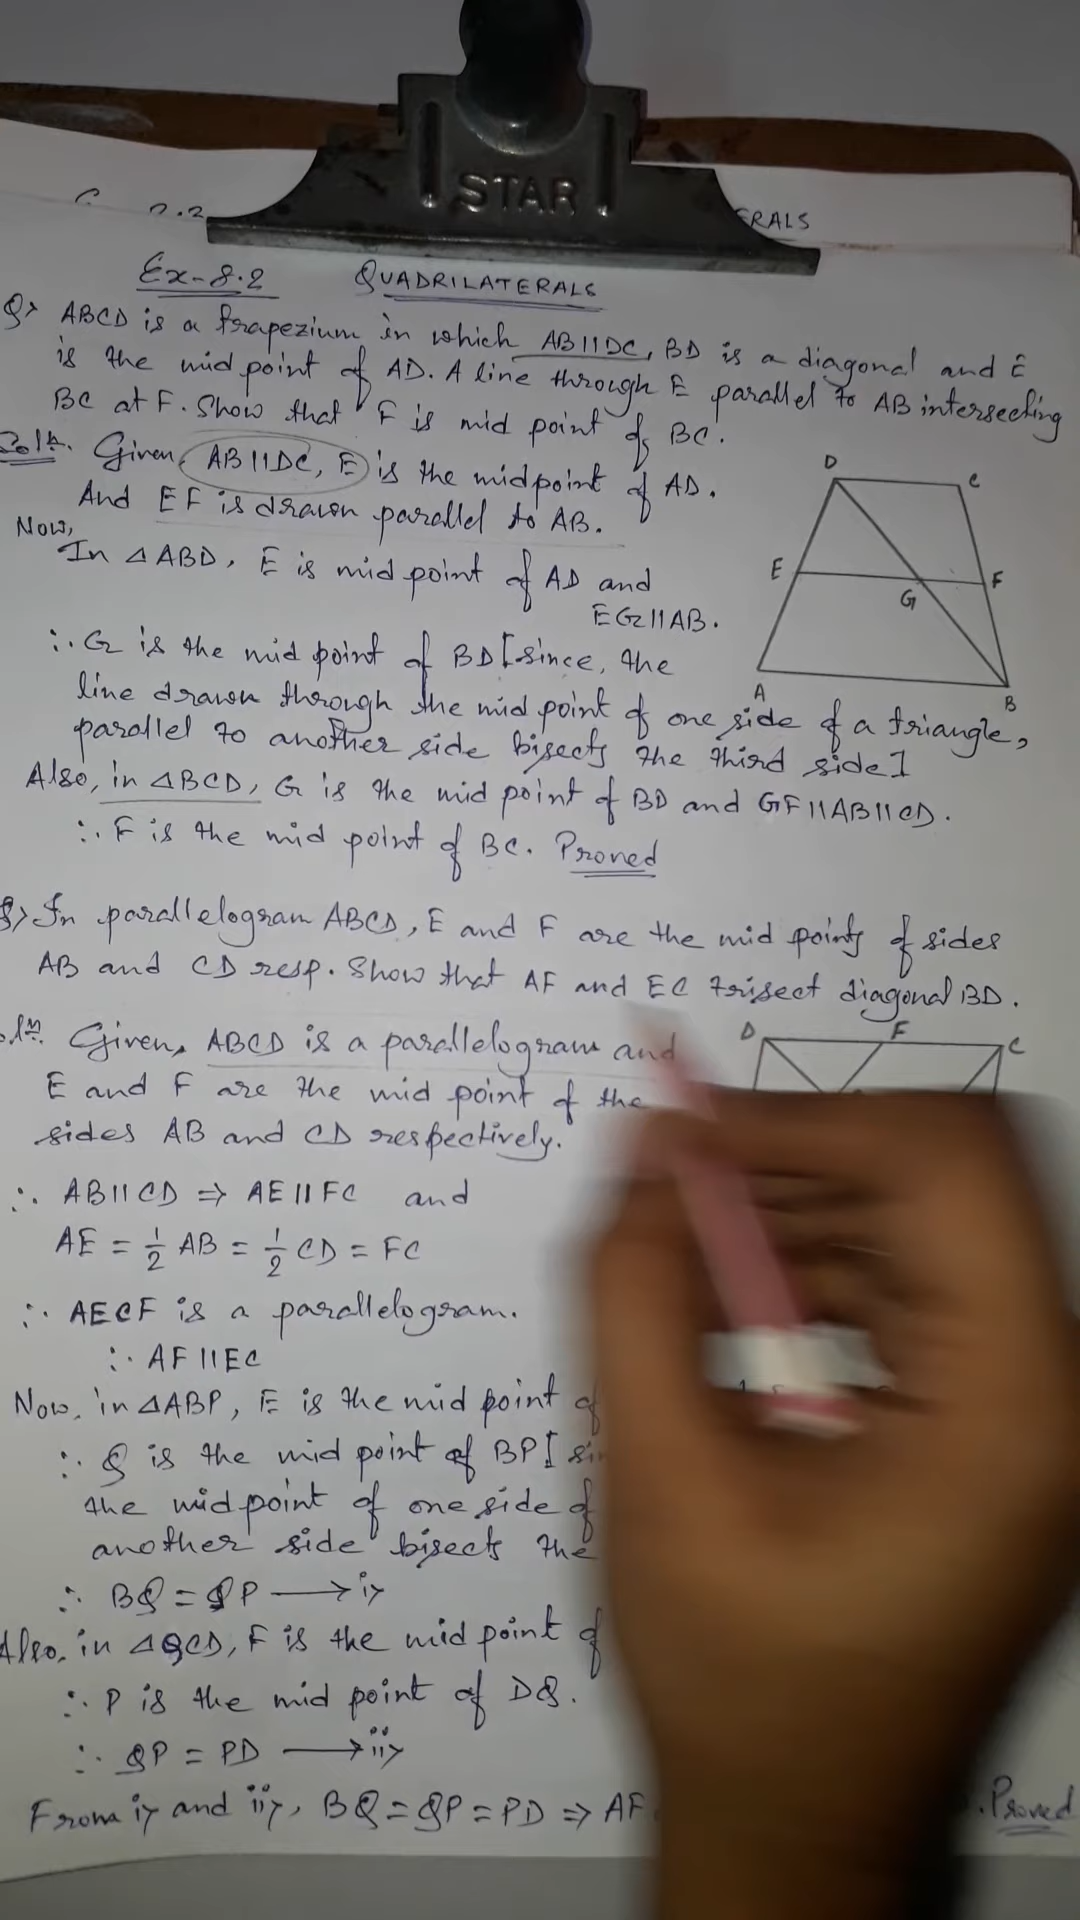 STAR
ERALS
Ex-8.2 QUADRILATERALS
Q> ABCD is a trapezium in which AB||DC, BD is a diagonal and E
is the mid point of AD. A line through E parallel to AB intersecting
BC at F. Show that F is mid point of BC.
Soln. Given, AB||DC, E is the midpoint of AD.
And EF is drawn parallel to AB.
Now,
In △ABD, E is mid point of AD and
EG||AB.
∴ G is the mid point of BD [since, the
line drawn through the mid point of one side of a triangle,
parallel to another side bisects the third side]
Also, in △BCD, G is the mid point of BD and GF||AB||CD.
∴ F is the mid point of BC. Proved
D C
E F
G
A B
Q> In parallelogram ABCD, E and F are the mid points of sides
AB and CD resp. Show that AF and EC trisect diagonal BD.
Given, ABCD is a parallelogram and
E and F are the mid point of the
sides AB and CD respectively.
D F C
∴ AB||CD ⇒ AE||FC and
AE = 1/2 AB = 1/2 CD = FC
∴ AECF is a parallelogram.
∴ AF||EC
Now, in △ABP, E is the mid point of
∴ Q is the mid point of BP [
the midpoint of one side of
another side bisects the
∴ BQ = QP ⟶ i>
Also, in △QCD, F is the mid point of
∴ P is the mid point of DQ.
∴ QP = PD ⟶ ii>
From i> and ii>, BQ = QP = PD ⇒ AF
. Proved